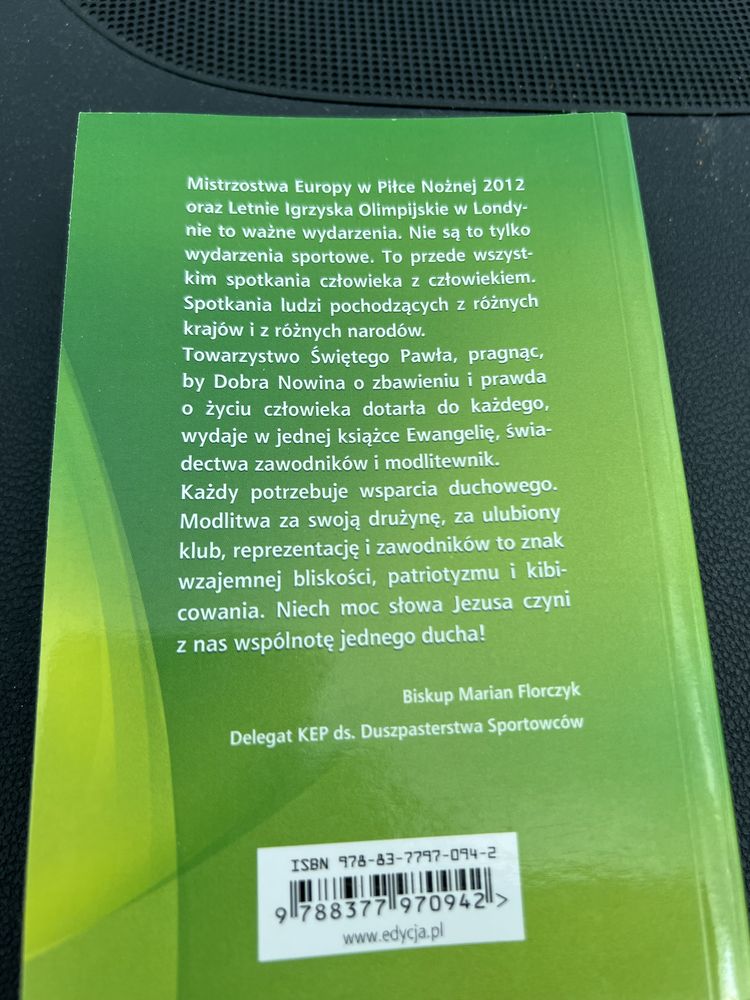 Mistrzostwa Europy w Piłce Nożnej 2012
oraz Letnie Igrzyska Olimpijskie w Londy-
nie to ważne wydarzenia. Nie są to tylko
wydarzenia sportowe. To przede wszyst-
kim spotkania człowieka z człowiekiem.
Spotkania ludzi pochodzących z różnych
krajów i z różnych narodów.
Towarzystwo Świętego Pawła, pragnąc,
by Dobra Nowina o zbawieniu i prawda
o życiu człowieka dotarła do każdego,
wydaje w jednej książce Ewangelię, świa-
dectwa zawodników i modlitewnik.
Każdy potrzebuje wsparcia duchowego.
Modlitwa za swoją drużynę, za ulubiony
klub, reprezentację i zawodników to znak
wzajemnej bliskości, patriotyzmu i kibi-
cowania. Niech moc słowa Jezusa czyni
z nas wspólnotę jednego ducha!
Biskup Marian Florczyk
Delegat KEP ds. Duszpasterstwa Sportowców
ISBN 978-83-7797-094-2
9 788377 970942 >
www.edycja.pl